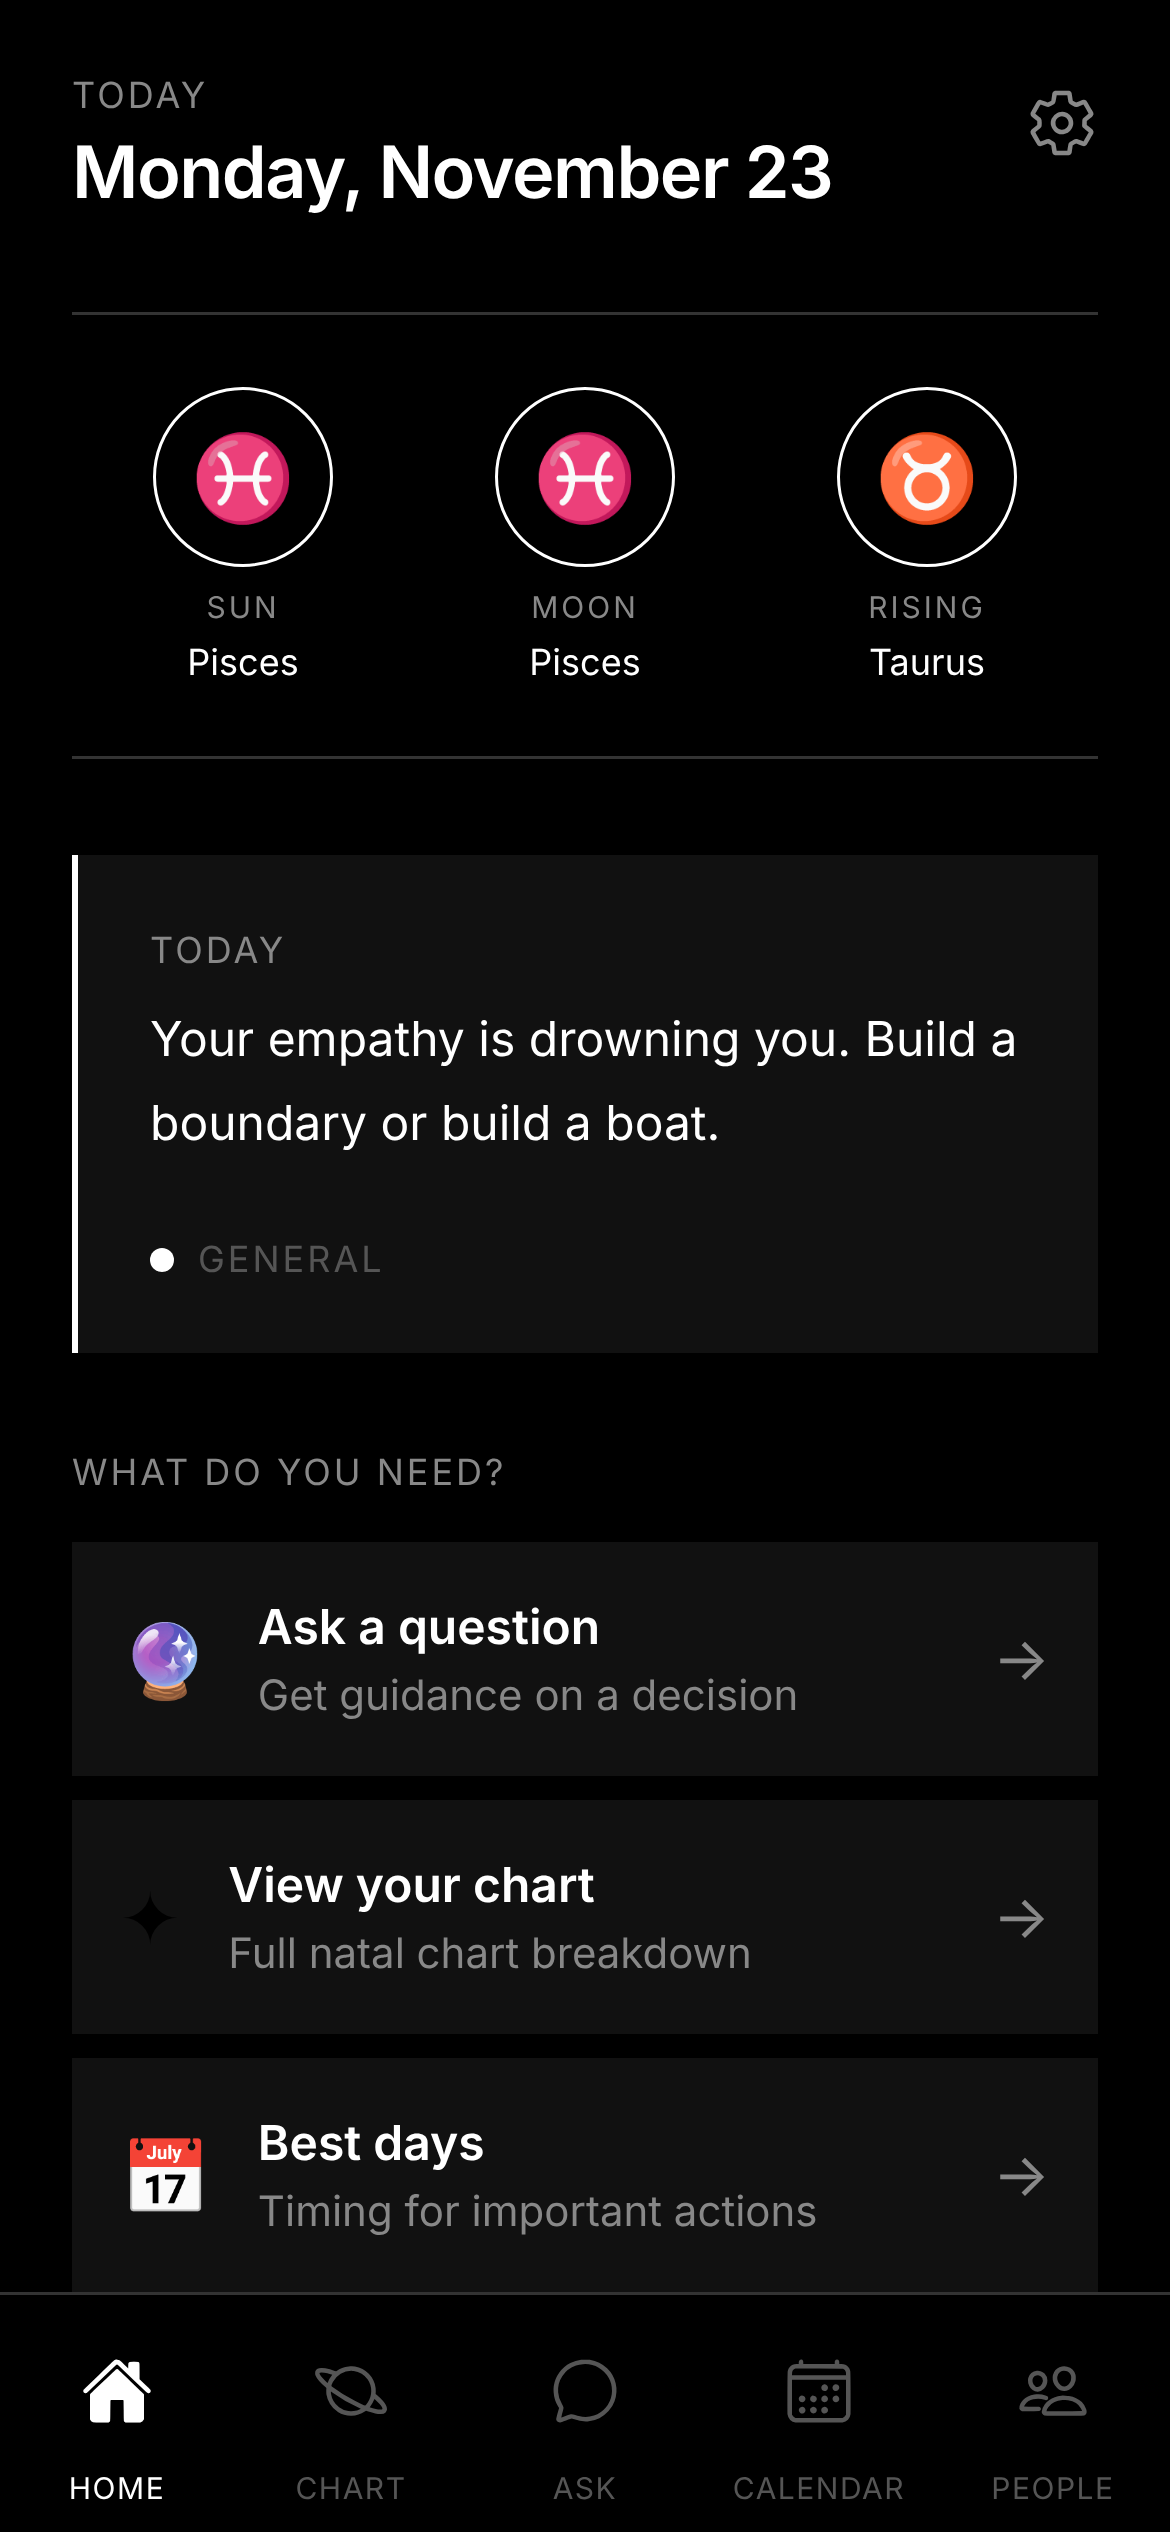 TODAY
Monday, November 23
SUN
Pisces
MOON
Pisces
RISING
Taurus
TODAY
Your empathy is drowning you. Build a
boundary or build a boat.
GENERAL
WHAT DO YOU NEED?
Ask a question
Get guidance on a decision
View your chart
Full natal chart breakdown
July
17
Best days
Timing for important actions
HOME
CHART
ASK
CALENDAR
PEOPLE